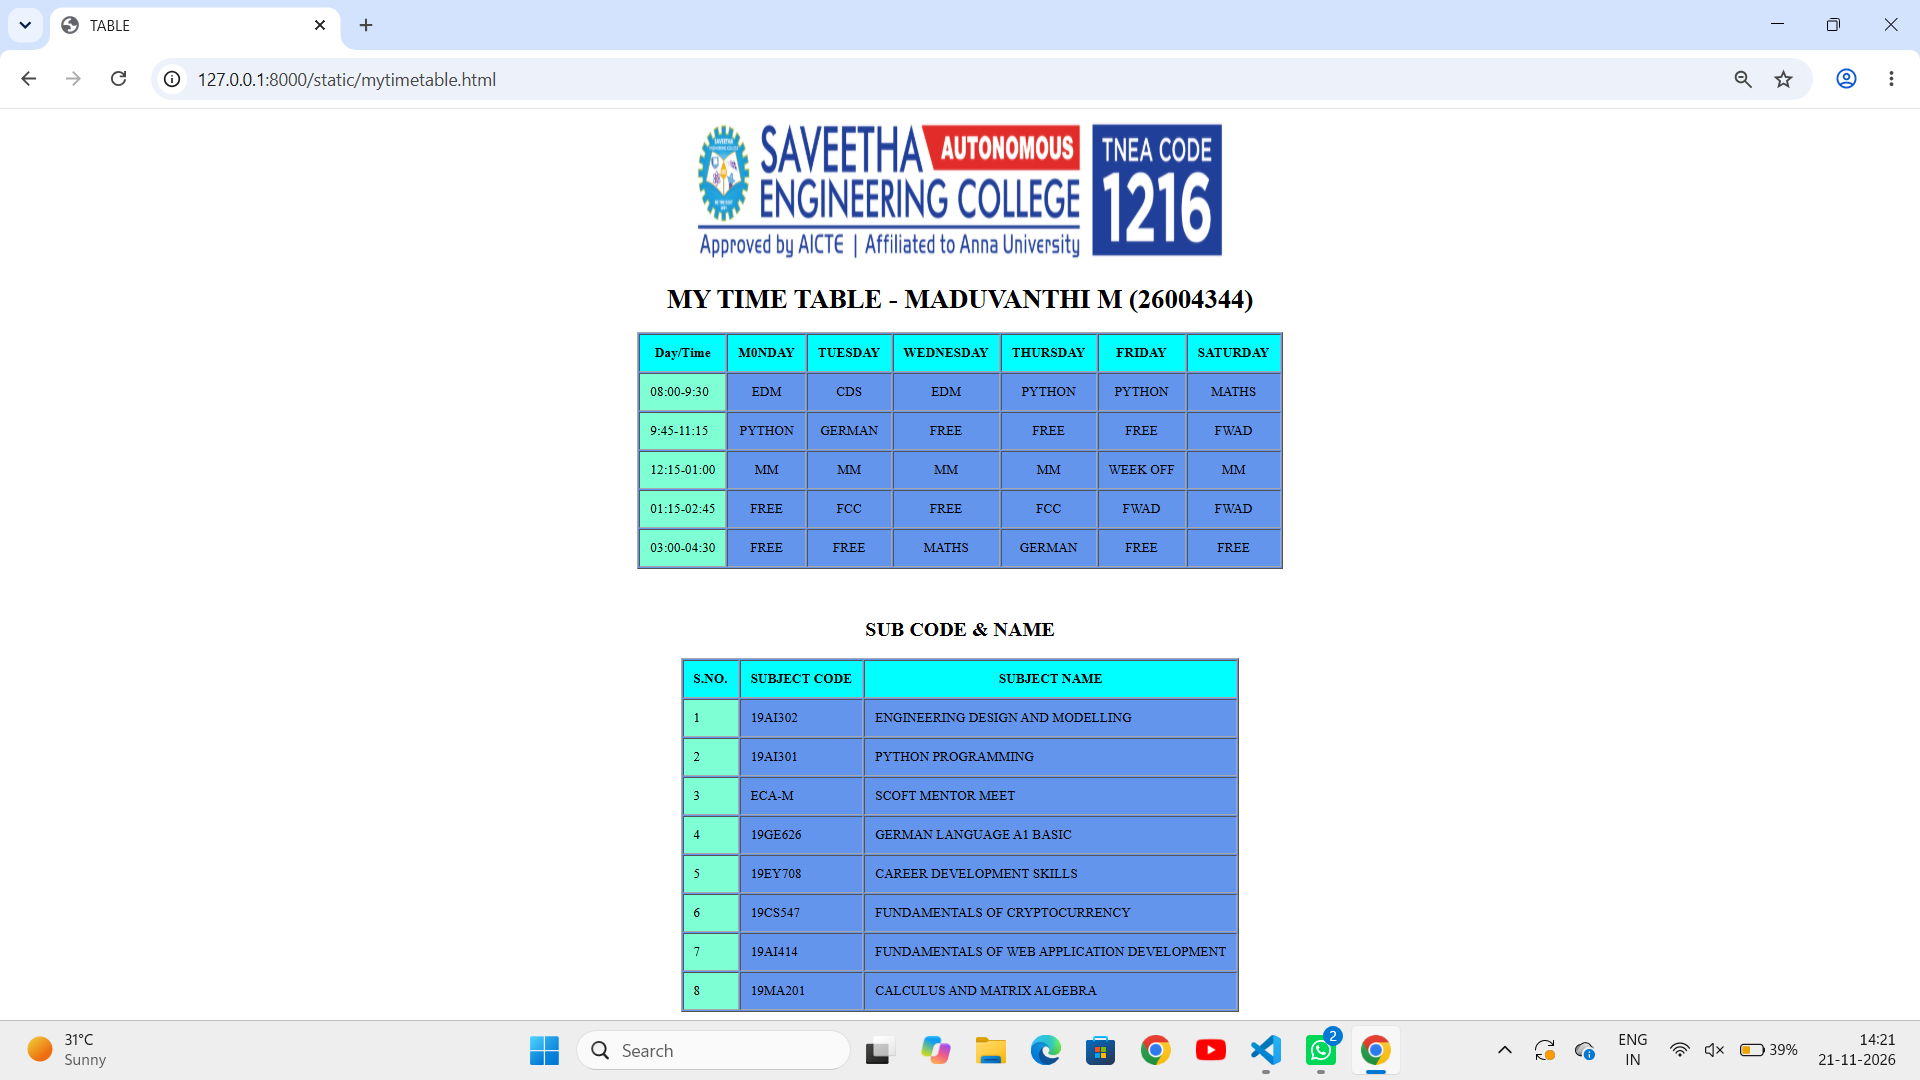 TABLE
127.0.0.1:8000/static/mytimetable.html
SAVEETHA AUTONOMOUS
ENGINEERING COLLEGE
Approved by AICTE | Affiliated to Anna University
TNEA CODE
1216
MY TIME TABLE - MADUVANTHI M (26004344)
Day/Time M0NDAY TUESDAY WEDNESDAY THURSDAY FRIDAY SATURDAY
08:00-9:30 EDM CDS EDM PYTHON PYTHON MATHS
9:45-11:15 PYTHON GERMAN FREE FREE FREE FWAD
12:15-01:00 MM MM MM MM WEEK OFF MM
01:15-02:45 FREE FCC FREE FCC FWAD FWAD
03:00-04:30 FREE FREE MATHS GERMAN FREE FREE
SUB CODE & NAME
S.NO. SUBJECT CODE SUBJECT NAME
1 19AI302 ENGINEERING DESIGN AND MODELLING
2 19AI301 PYTHON PROGRAMMING
3 ECA-M SCOFT MENTOR MEET
4 19GE626 GERMAN LANGUAGE A1 BASIC
5 19EY708 CAREER DEVELOPMENT SKILLS
6 19CS547 FUNDAMENTALS OF CRYPTOCURRENCY
7 19AI414 FUNDAMENTALS OF WEB APPLICATION DEVELOPMENT
8 19MA201 CALCULUS AND MATRIX ALGEBRA
31°C
Sunny
Search
2
ENG
IN
39%
14:21
21-11-2026